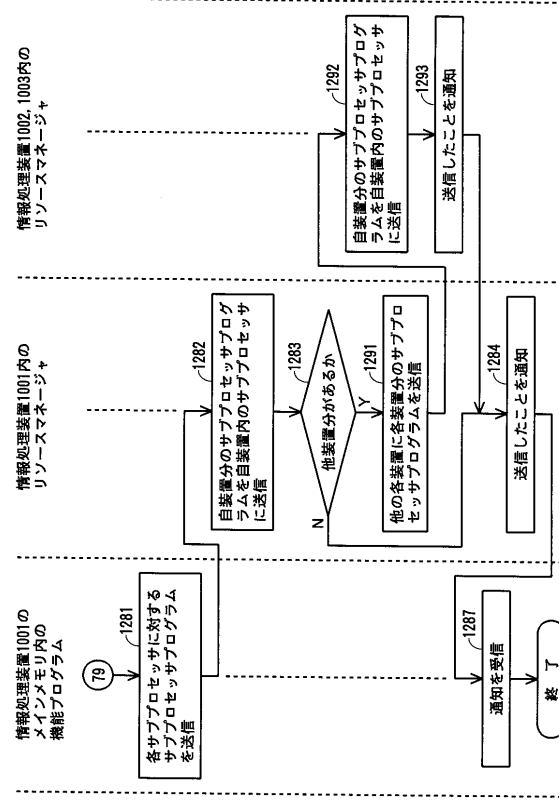 情報処理装置1001の
メインメモリ内の
機能プログラム
79
1281
各サブプロセッサに対する
サブプロセッサプログラム
を送信
1287
通知を受信
終 了
情報処理装置1001内の
リソースマネージャ
1282
自装置分のサブプロセッサプログ
ラムを自装置内のサブプロセッサ
に送信
1283
他装置分があるか
N
Y
1291
他の各装置に各装置分のサブプロ
セッサプログラムを送信
1284
送信したことを通知
情報処理装置1002, 1003内の
リソースマネージャ
1292
自装置分のサブプロセッサプログ
ラムを自装置内のサブプロセッサ
に送信
1293
送信したことを通知